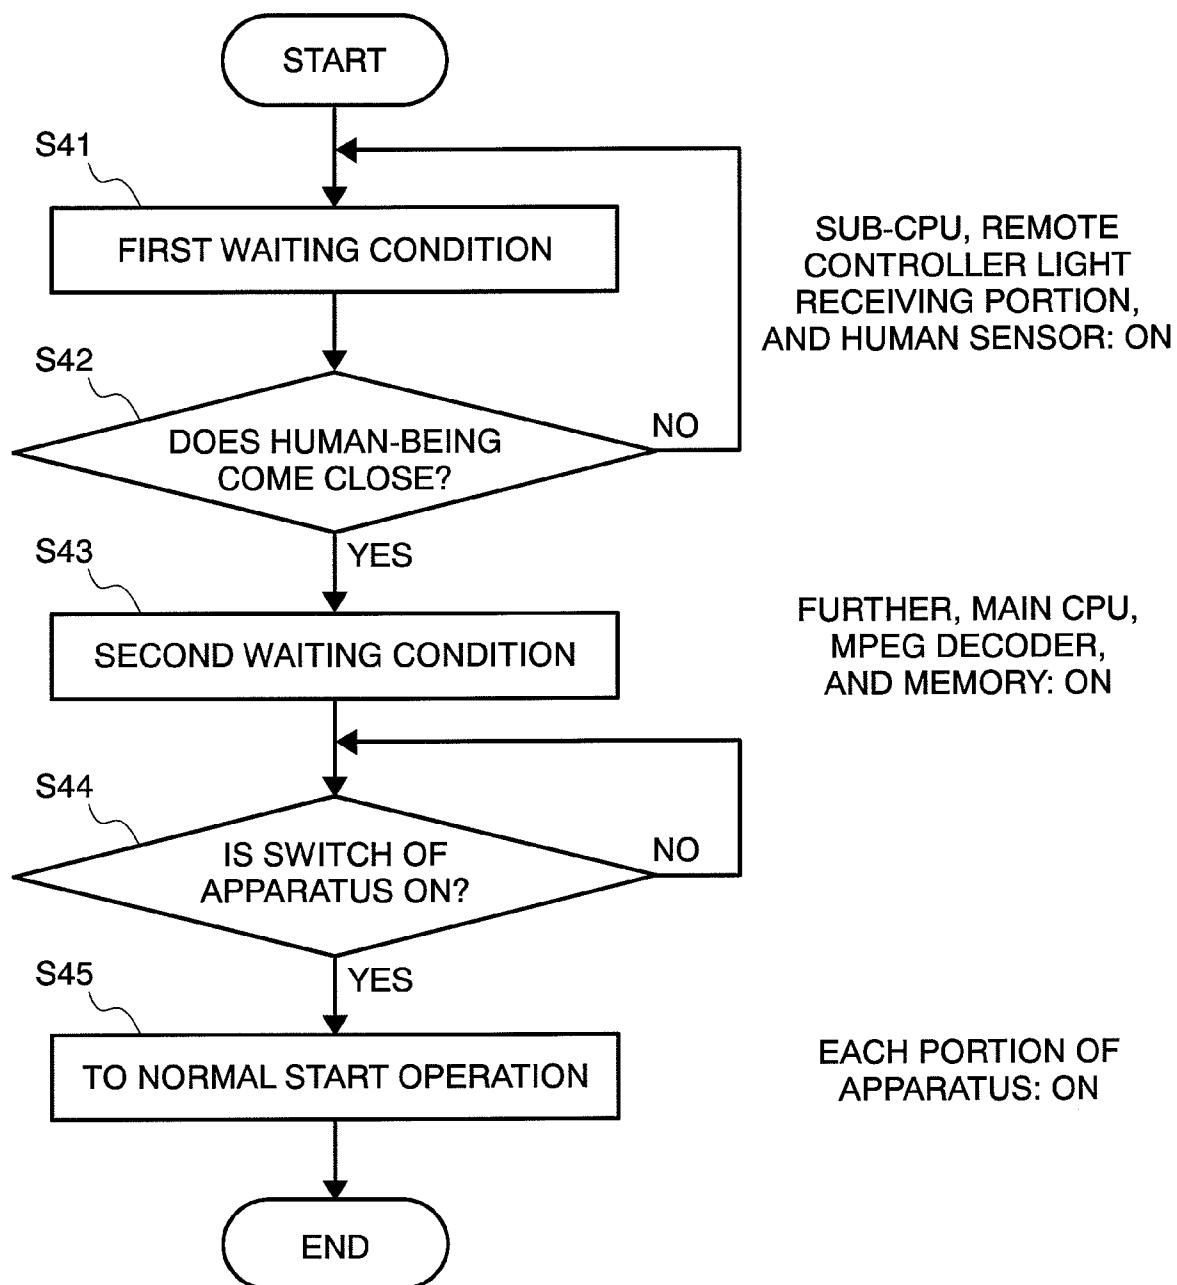 START
S41
FIRST WAITING CONDITION
SUB-CPU, REMOTE
CONTROLLER LIGHT
RECEIVING PORTION,
AND HUMAN SENSOR: ON
S42
DOES HUMAN-BEING
COME CLOSE?
NO
YES
S43
SECOND WAITING CONDITION
FURTHER, MAIN CPU,
MPEG DECODER,
AND MEMORY: ON
S44
IS SWITCH OF
APPARATUS ON?
NO
YES
S45
TO NORMAL START OPERATION
EACH PORTION OF
APPARATUS: ON
END